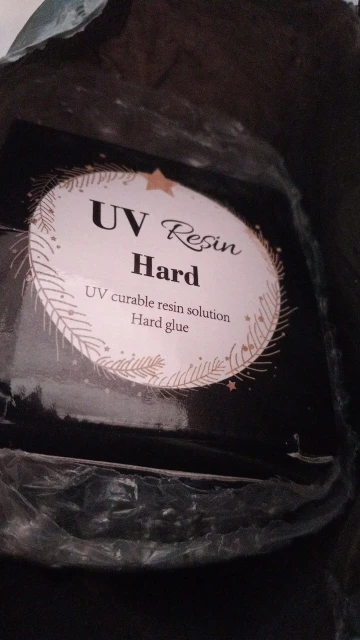 UV Resin
Hard
UV curable resin solution
Hard glue